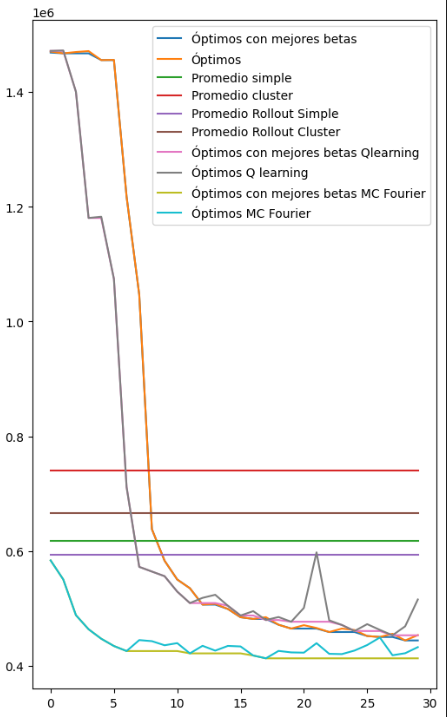 1e6
Óptimos con mejores betas
Óptimos
Promedio simple
Promedio cluster
Promedio Rollout Simple
Promedio Rollout Cluster
Óptimos con mejores betas Qlearning
Óptimos Q learning
Óptimos con mejores betas MC Fourier
Óptimos MC Fourier
1.4
1.2
1.0
0.8
0.6
0.4
0 5 10 15 20 25 30